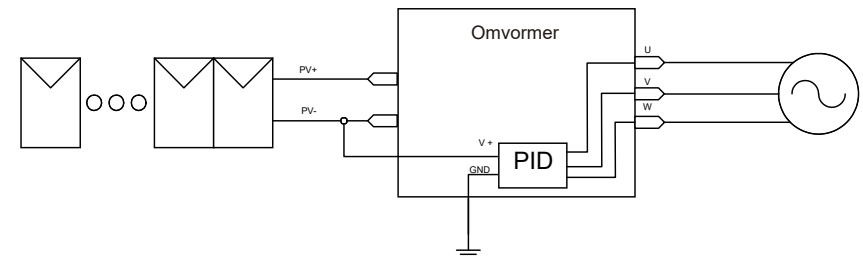 Omvormer
U
PV+
V
PV-
W
V +
PID
GND